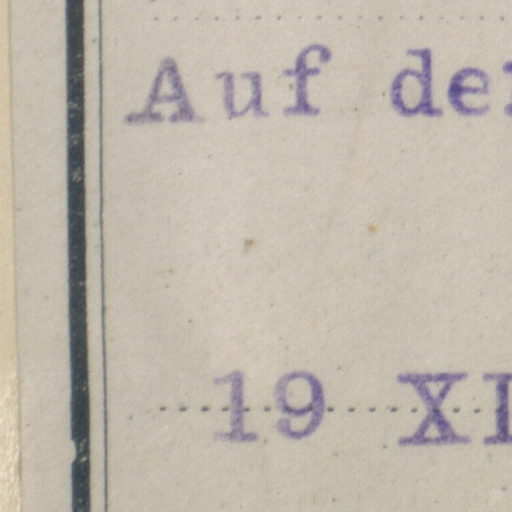 Auf de
19 XI